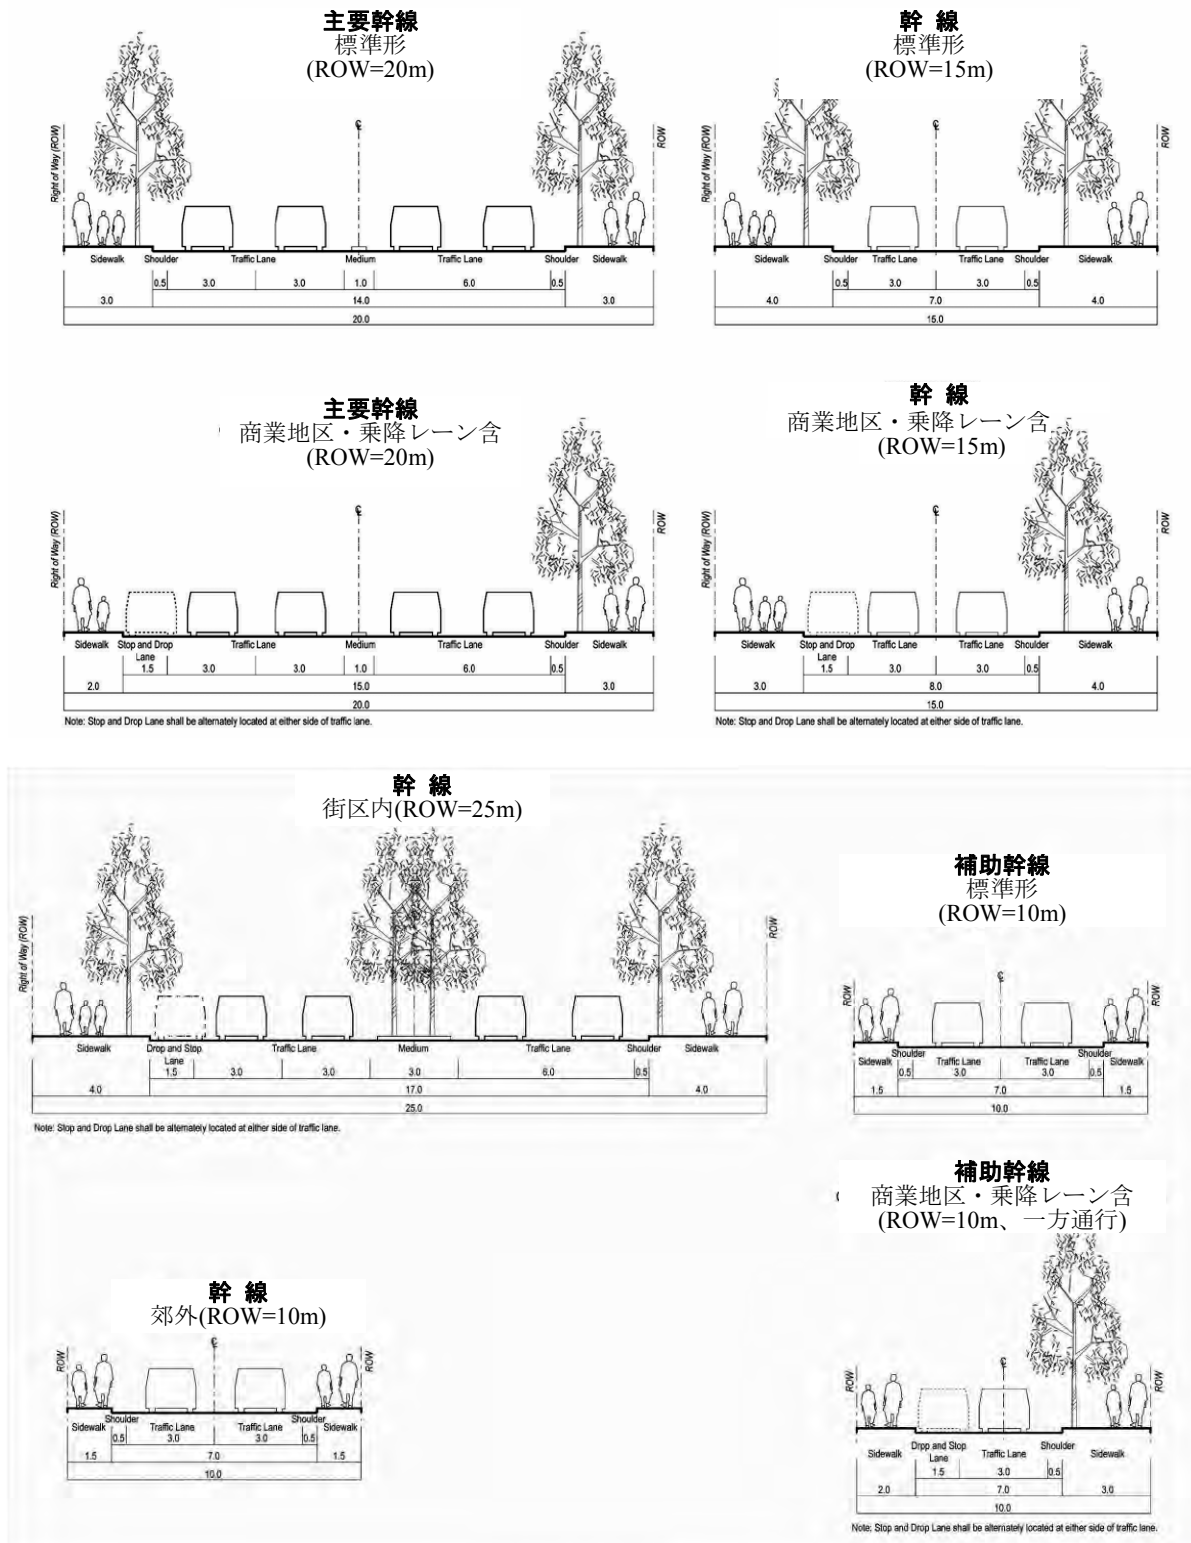 主要幹線
標準形
(ROW=20m)
Right of Way (ROW)
℄
ROW
Sidewalk Shoulder Traffic Lane Medium Traffic Lane Shoulder Sidewalk
0.5 3.0 3.0 1.0 6.0 0.5
3.0 14.0 3.0
20.0
幹 線
標準形
(ROW=15m)
Right of Way (ROW)
℄
ROW
Sidewalk Shoulder Traffic Lane Traffic Lane Shoulder Sidewalk
0.5 3.0 3.0 0.5
4.0 7.0 4.0
15.0
主要幹線
商業地区・乗降レーン含
(ROW=20m)
Right of Way (ROW)
℄
ROW
Sidewalk Stop and Drop Traffic Lane Medium Traffic Lane Shoulder Sidewalk
Lane
1.5 3.0 3.0 1.0 6.0 0.5
2.0 15.0 3.0
20.0
Note: Stop and Drop Lane shall be alternately located at either side of traffic lane.
幹 線
商業地区・乗降レーン含
(ROW=15m)
Right of Way (ROW)
℄
ROW
Sidewalk Stop and Drop Traffic Lane Traffic Lane Shoulder Sidewalk
Lane
1.5 3.0 3.0 0.5
3.0 8.0 4.0
15.0
Note: Stop and Drop Lane shall be alternately located at either side of traffic lane.
幹 線
街区内(ROW=25m)
Right of Way (ROW)
ROW
Sidewalk Drop and Stop Traffic Lane Medium Traffic Lane Shoulder Sidewalk
Lane
1.5 3.0 3.0 3.0 6.0 0.5
4.0 17.0 4.0
25.0
Note: Stop and Drop Lane shall be alternately located at either side of traffic lane.
補助幹線
標準形
(ROW=10m)
ROW
℄
ROW
Shoulder Shoulder
Sidewalk Traffic Lane Traffic Lane Sidewalk
0.5 3.0 3.0 0.5
1.5 7.0 1.5
10.0
幹 線
郊外(ROW=10m)
ROW
℄
ROW
Shoulder Shoulder
Sidewalk Traffic Lane Traffic Lane Sidewalk
0.5 3.0 3.0 0.5
1.5 7.0 1.5
10.0
補助幹線
商業地区・乗降レーン含
(ROW=10m、一方通行)
ROW
℄
ROW
Sidewalk Drop and Stop Traffic Lane Shoulder Sidewalk
Lane
1.5 3.0 0.5
2.0 7.0 3.0
10.0
Note: Stop and Drop Lane shall be alternately located at either side of traffic lane.